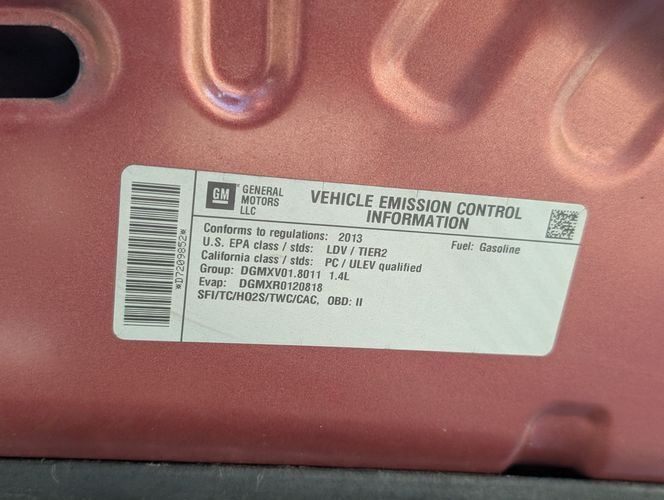 GM
GENERAL
MOTORS
LLC
VEHICLE EMISSION CONTROL
INFORMATION
Conforms to regulations: 2013
Fuel: Gasoline
U.S. EPA class / stds: LDV / TIER2
California class / stds: PC / ULEV qualified
Group: DGMXV01.8011 1.4L
Evap: DGMXR0120818
SFI/TC/HO2S/TWC/CAC, OBD: II
*D7209852*